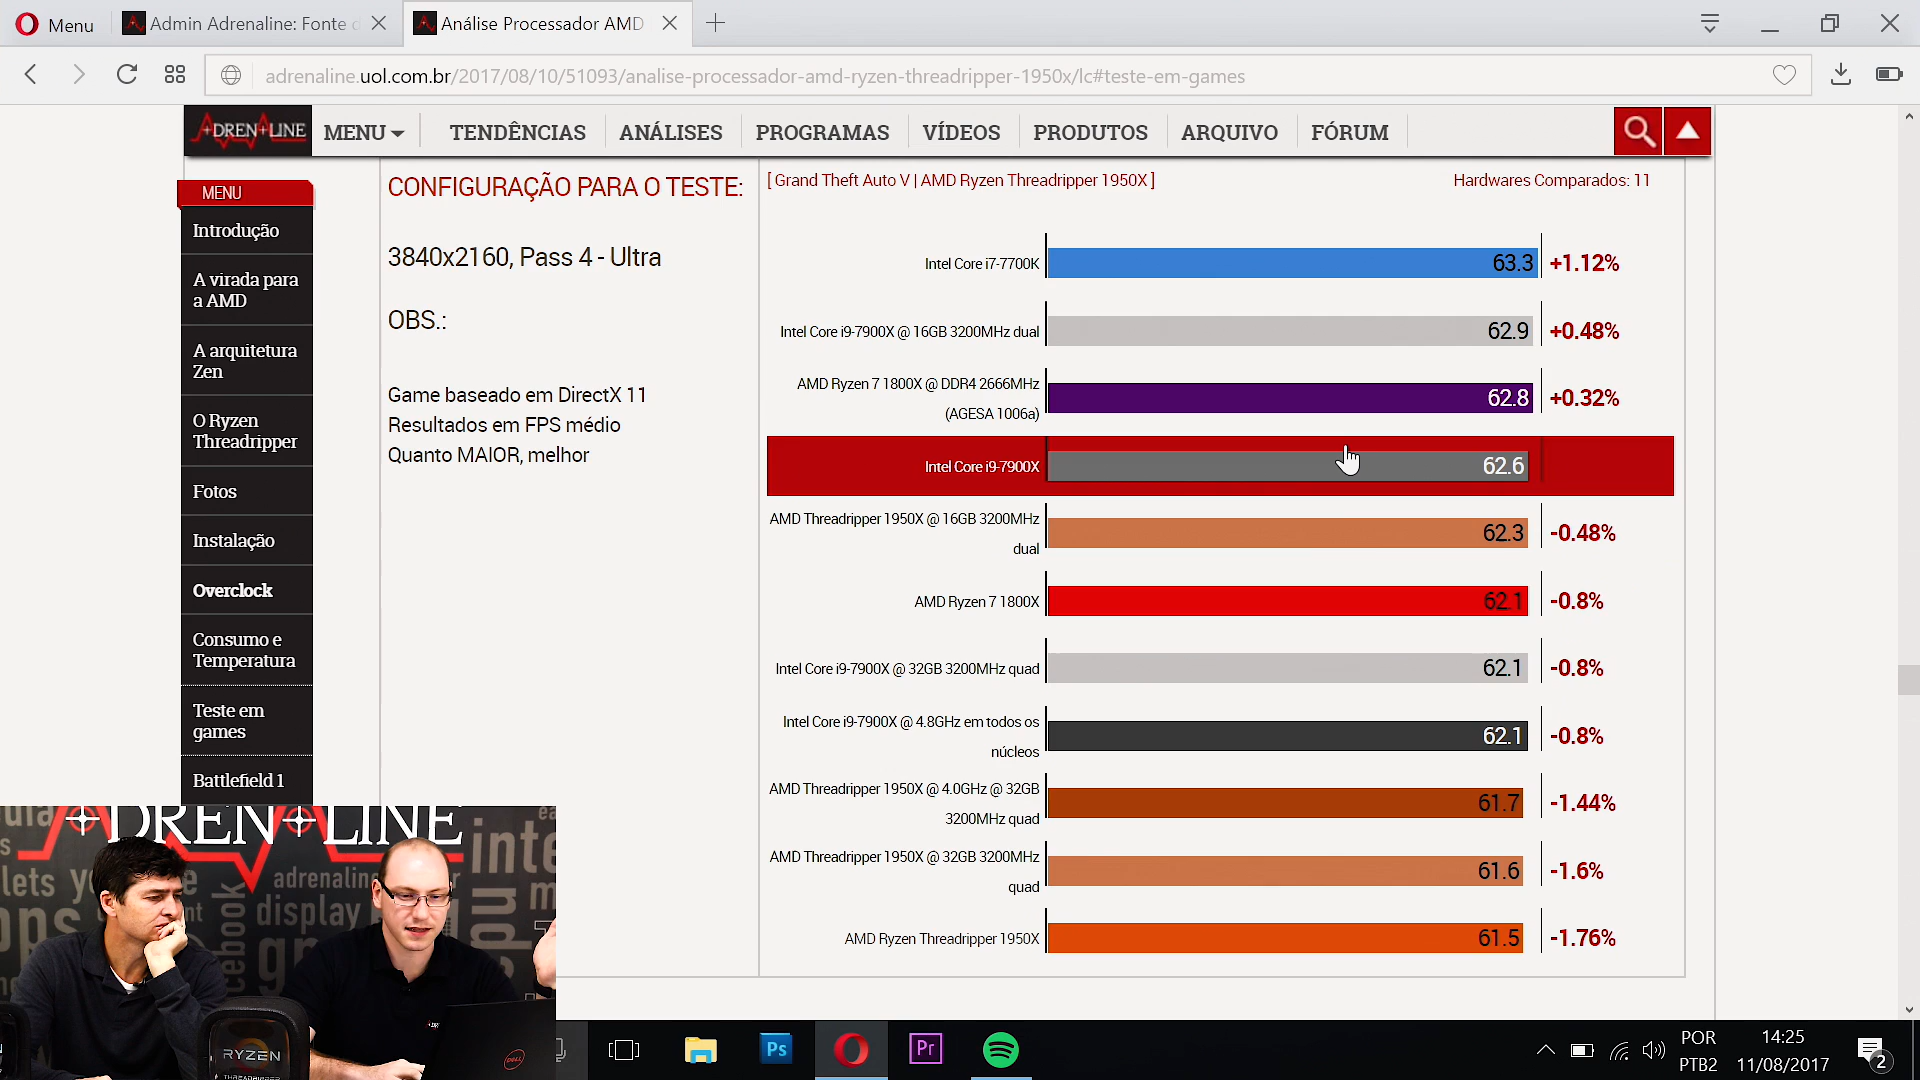 Menu
Admin Adrenaline: Fonte d
Análise Processador AMD
adrenaline.uol.com.br/2017/08/10/51093/analise-processador-amd-ryzen-threadripper-1950x/lc#teste-em-games
ADRENALINE
MENU
TENDÊNCIAS
ANÁLISES
PROGRAMAS
VÍDEOS
PRODUTOS
ARQUIVO
FÓRUM
MENU
Introdução
A virada para
a AMD
A arquitetura
Zen
O Ryzen
Threadripper
Fotos
Instalação
Overclock
Consumo e
Temperatura
Teste em
games
Battlefield 1
CONFIGURAÇÃO PARA O TESTE:
3840x2160, Pass 4 - Ultra
OBS.:
Game baseado em DirectX 11
Resultados em FPS médio
Quanto MAIOR, melhor
[ Grand Theft Auto V | AMD Ryzen Threadripper 1950X ]
Hardwares Comparados: 11
Intel Core i7-7700K 63.3 +1.12%
Intel Core i9-7900X @ 16GB 3200MHz dual 62.9 +0.48%
AMD Ryzen 7 1800X @ DDR4 2666MHz
(AGESA 1006a) 62.8 +0.32%
Intel Core i9-7900X 62.6
AMD Threadripper 1950X @ 16GB 3200MHz
dual 62.3 -0.48%
AMD Ryzen 7 1800X 62.1 -0.8%
Intel Core i9-7900X @ 32GB 3200MHz quad 62.1 -0.8%
Intel Core i9-7900X @ 4.8GHz em todos os
núcleos 62.1 -0.8%
AMD Threadripper 1950X @ 4.0GHz @ 32GB
3200MHz quad 61.7 -1.44%
AMD Threadripper 1950X @ 32GB 3200MHz
quad 61.6 -1.6%
AMD Ryzen Threadripper 1950X 61.5 -1.76%
ADRENALINE
adrenaline
display
facebook
RYZEN
THREADRIPPER
DELL
Ps
Pr
POR
PTB2
14:25
11/08/2017
2